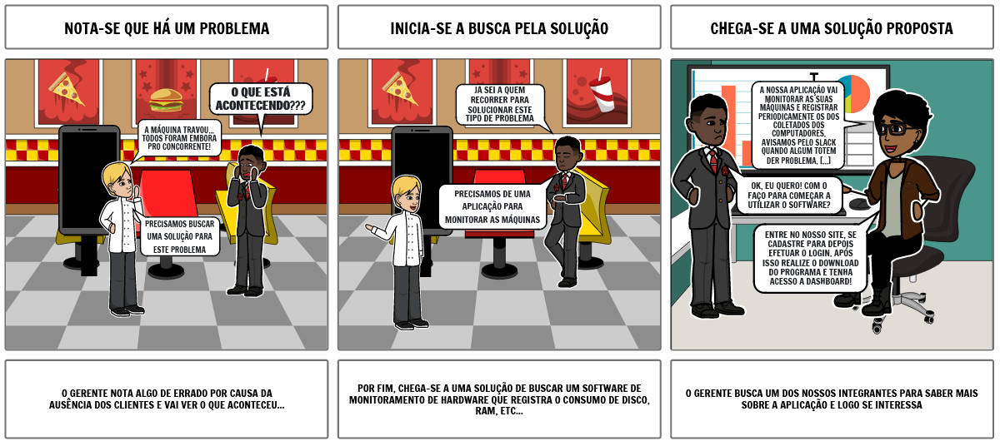 NOTA-SE QUE HÁ UM PROBLEMA
INICIA-SE A BUSCA PELA SOLUÇÃO
CHEGA-SE A UMA SOLUÇÃO PROPOSTA
O QUE ESTÁ
ACONTECENDO???
A MÁQUINA TRAVOU...
TODOS FORAM EMBORA
PRO CONCORRENTE!
PRECISAMOS BUSCAR
UMA SOLUÇÃO PARA
ESTE PROBLEMA
JA SEI A QUEM
RECORRER PARA
SOLUCIONAR ESTE
TIPO DE PROBLEMA
PRECISAMOS DE UMA
APLICAÇÃO PARA
MONITORAR AS MÁQUINAS
A NOSSA APLICAÇÃO VAI
MONITORAR AS SUAS
MÁQUINAS E REGISTRAR
PERIODICAMENTE OS DOS
COLETADOS DOS
COMPUTADORES,
AVISAMOS PELO SLACK
QUANDO ALGUM TOTEM
DER PROBLEMA, [...]
OK, EU QUERO! COM O
FAÇO PARA COMEÇAR A
UTILIZAR O SOFTWARE?
ENTRE NO NOSSO SITE, SE
CADASTRE PARA DEPOIS
EFETUAR O LOGIN, APÓS
ISSO REALIZE O DOWNLOAD
DO PROGRAMA E TENHA
ACESSO A DASHBOARD!
O GERENTE NOTA ALGO DE ERRADO POR CAUSA DA
AUSÊNCIA DOS CLIENTES E VAI VER O QUE ACONTECEU...
POR FIM, CHEGA-SE A UMA SOLUÇÃO DE BUSCAR UM SOFTWARE DE
MONITORAMENTO DE HARDWARE QUE REGISTRA O CONSUMO DE DISCO,
RAM, ETC...
O GERENTE BUSCA UM DOS NOSSOS INTEGRANTES PARA SABER MAIS
SOBRE A APLICAÇÃO E LOGO SE INTERESSA